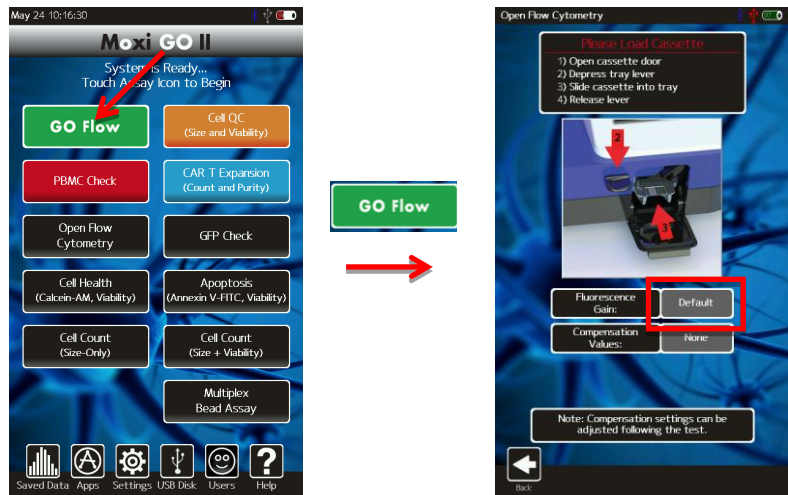 May 24 10:16:30
Moxi GO II
System is Ready...
Touch Assay Icon to Begin
GO Flow
Cell QC
(Size and Viability)
PBMC Check
CAR T Expansion
(Count and Purity)
Open Flow
Cytometry
GFP Check
Cell Health
(Calcein-AM, Viability)
Apoptosis
(Annexin V-FITC, Viability)
Cell Count
(Size-Only)
Cell Count
(Size + Viability)
Multiplex
Bead Assay
Saved Data Apps Settings USB Disk Users Help
GO Flow
Open Flow Cytometry
Please Load Cassette
1) Open cassette door
2) Depress tray lever
3) Slide cassette into tray
4) Release lever
2
3
Fluorescence
Gain:
Default
Compensation
Values:
None
Note: Compensation settings can be
adjusted following the test.
Back